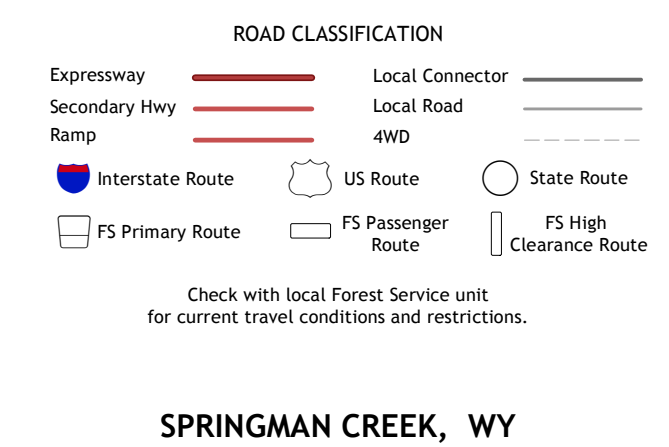 ROAD CLASSIFICATION
Expressway
Local Connector
Secondary Hwy
Local Road
Ramp
4WD
Interstate Route
US Route
State Route
FS Primary Route
FS Passenger
Route
FS High
Clearance Route
Check with local Forest Service unit
for current travel conditions and restrictions.
SPRINGMAN CREEK, WY